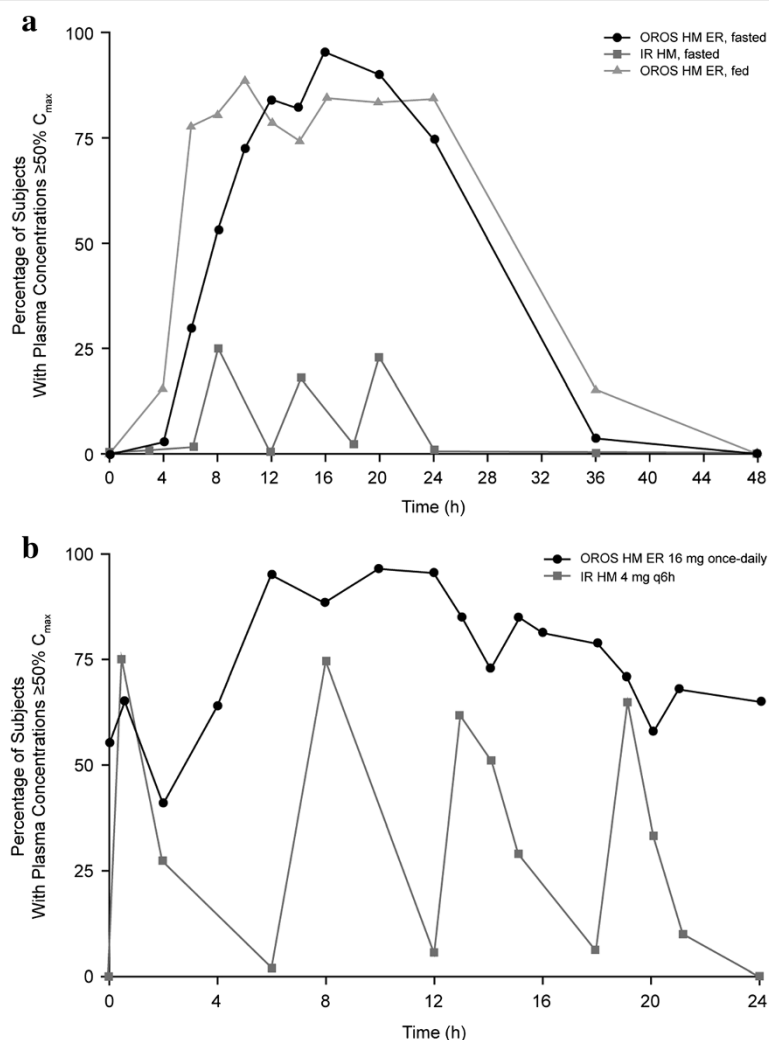 a
OROS HM ER, fasted
IR HM, fasted
OROS HM ER, fed
Percentage of Subjects
With Plasma Concentrations ≥50% Cmax
100
75
50
25
0
0 4 8 12 16 20 24 28 32 36 40 44 48
Time (h)
b
OROS HM ER 16 mg once-daily
IR HM 4 mg q6h
Percentage of Subjects
With Plasma Concentrations ≥50% Cmax
100
75
50
25
0
0 4 8 12 16 20 24
Time (h)